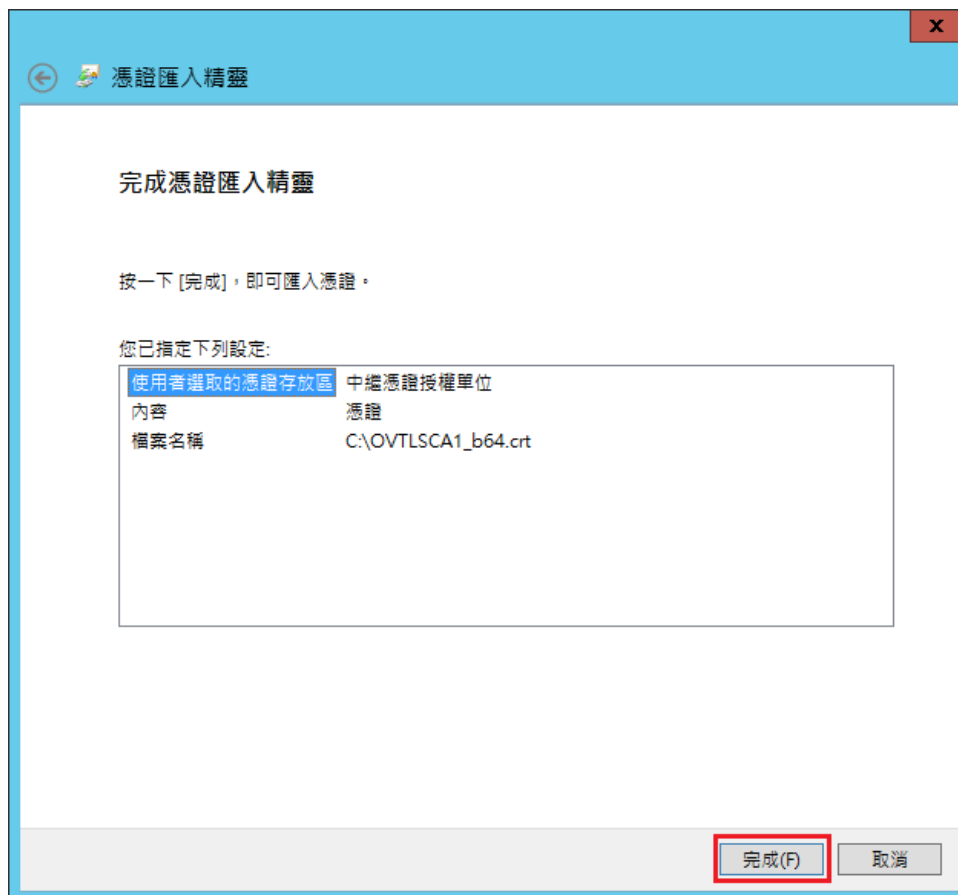 x
憑證匯入精靈
完成憑證匯入精靈
按一下 [完成]，即可匯入憑證。
您已指定下列設定:
使用者選取的憑證存放區 中繼憑證授權單位
內容 憑證
檔案名稱 C:\OVTLSCA1_b64.crt
完成(F) 取消